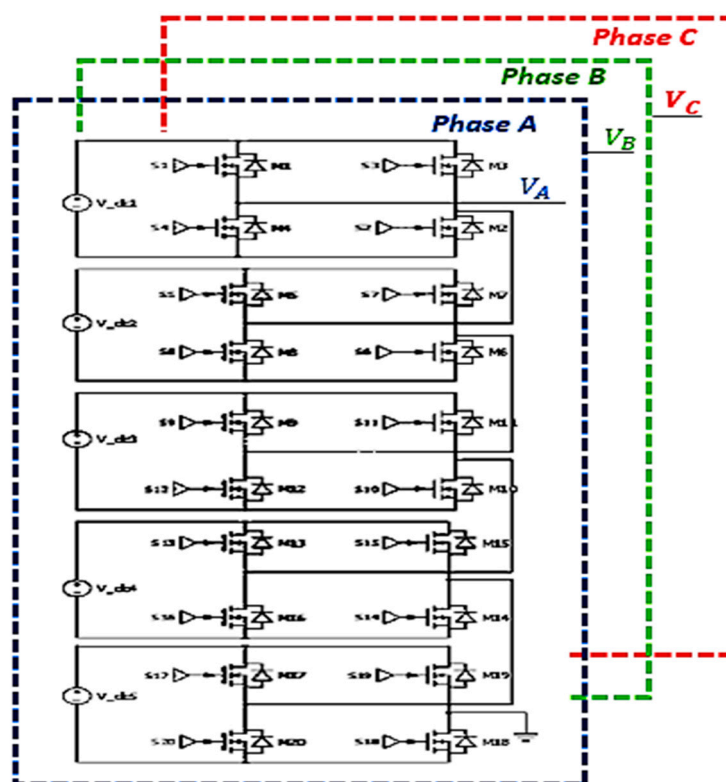 Phase C
Phase B
V_C
Phase A
V_B
S1 M1 S3 M3
V_A
V_dc1
S4 M4 S2 M2
S5 M5 S7 M7
V_dc2
S8 M8 S6 M6
S9 M9 S11 M11
V_dc3
S12 M12 S10 M10
S13 M13 S15 M15
V_dc4
S16 M16 S14 M14
S17 M17 S19 M19
V_dc5
S20 M20 S18 M18